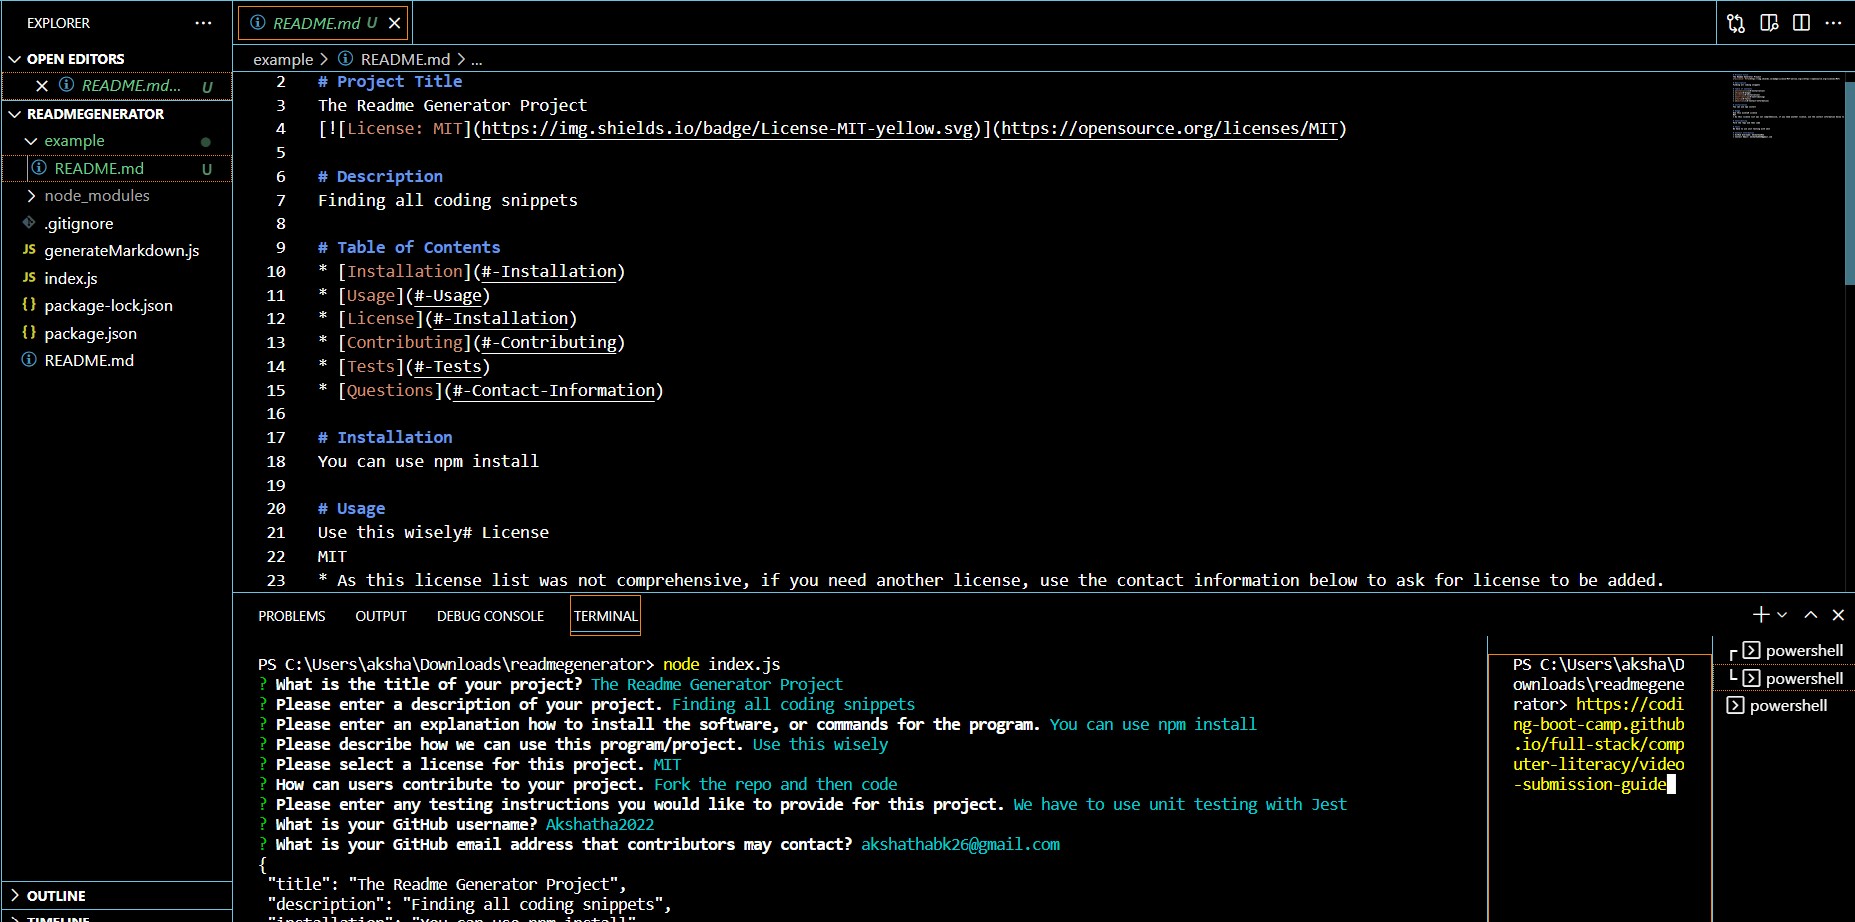 EXPLORER
OPEN EDITORS
README.md... U
READMEGENERATOR
example
README.md U
node_modules
.gitignore
JS generateMarkdown.js
JS index.js
{} package-lock.json
{} package.json
README.md
OUTLINE
TIMELINE
README.md U
example > README.md > ...
2 # Project Title
3 The Readme Generator Project
4 [![License: MIT](https://img.shields.io/badge/License-MIT-yellow.svg)](https://opensource.org/licenses/MIT)
5
6 # Description
7 Finding all coding snippets
8
9 # Table of Contents
10 * [Installation](#-Installation)
11 * [Usage](#-Usage)
12 * [License](#-Installation)
13 * [Contributing](#-Contributing)
14 * [Tests](#-Tests)
15 * [Questions](#-Contact-Information)
16
17 # Installation
18 You can use npm install
19
20 # Usage
21 Use this wisely# License
22 MIT
23 * As this license list was not comprehensive, if you need another license, use the contact information below to ask for license to be added.
PROBLEMS OUTPUT DEBUG CONSOLE TERMINAL
PS C:\Users\aksha\Downloads\readmegenerator> node index.js
? What is the title of your project? The Readme Generator Project
? Please enter a description of your project. Finding all coding snippets
? Please enter an explanation how to install the software, or commands for the program. You can use npm install
? Please describe how we can use this program/project. Use this wisely
? Please select a license for this project. MIT
? How can users contribute to your project. Fork the repo and then code
? Please enter any testing instructions you would like to provide for this project. We have to use unit testing with Jest
? What is your GitHub username? Akshatha2022
? What is your GitHub email address that contributors may contact? akshathabk26@gmail.com
{
"title": "The Readme Generator Project",
"description": "Finding all coding snippets",
"installation": "You can use npm install",
PS C:\Users\aksha\D
ownloads\readmegene
rator> https://codi
ng-boot-camp.github
.io/full-stack/comp
uter-literacy/video
-submission-guide
powershell
powershell
powershell